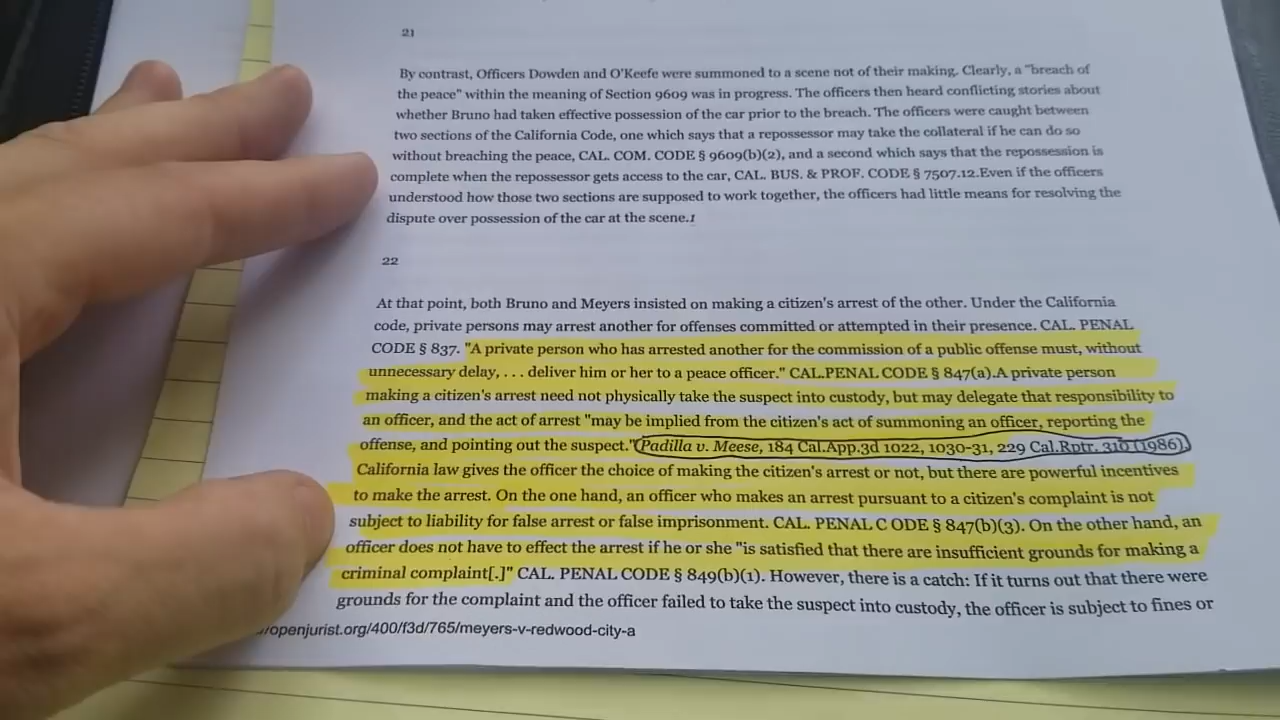 21
By contrast, Officers Dowden and O'Keefe were summoned to a scene not of their making. Clearly, a "breach of
the peace" within the meaning of Section 9609 was in progress. The officers then heard conflicting stories about
whether Bruno had taken effective possession of the car prior to the breach. The officers were caught between
two sections of the California Code, one which says that a repossessor may take the collateral if he can do so
without breaching the peace, CAL. COM. CODE § 9609(b)(2), and a second which says that the repossession is
complete when the repossessor gets access to the car, CAL. BUS. & PROF. CODE § 7507.12.Even if the officers
understood how those two sections are supposed to work together, the officers had little means for resolving the
dispute over possession of the car at the scene.1
22
At that point, both Bruno and Meyers insisted on making a citizen's arrest of the other. Under the California
code, private persons may arrest another for offenses committed or attempted in their presence. CAL. PENAL
CODE § 837. "A private person who has arrested another for the commission of a public offense must, without
unnecessary delay, . . . deliver him or her to a peace officer." CAL.PENAL CODE § 847(a).A private person
making a citizen's arrest need not physically take the suspect into custody, but may delegate that responsibility to
an officer, and the act of arrest "may be implied from the citizen's act of summoning an officer, reporting the
offense, and pointing out the suspect." Padilla v. Meese, 184 Cal.App.3d 1022, 1030-31, 229 Cal.Rptr. 310 (1986).
California law gives the officer the choice of making the citizen's arrest or not, but there are powerful incentives
to make the arrest. On the one hand, an officer who makes an arrest pursuant to a citizen's complaint is not
subject to liability for false arrest or false imprisonment. CAL. PENAL C ODE § 847(b)(3). On the other hand, an
officer does not have to effect the arrest if he or she "is satisfied that there are insufficient grounds for making a
criminal complaint[.]" CAL. PENAL CODE § 849(b)(1). However, there is a catch: If it turns out that there were
grounds for the complaint and the officer failed to take the suspect into custody, the officer is subject to fines or
/openjurist.org/400/f3d/765/meyers-v-redwood-city-a